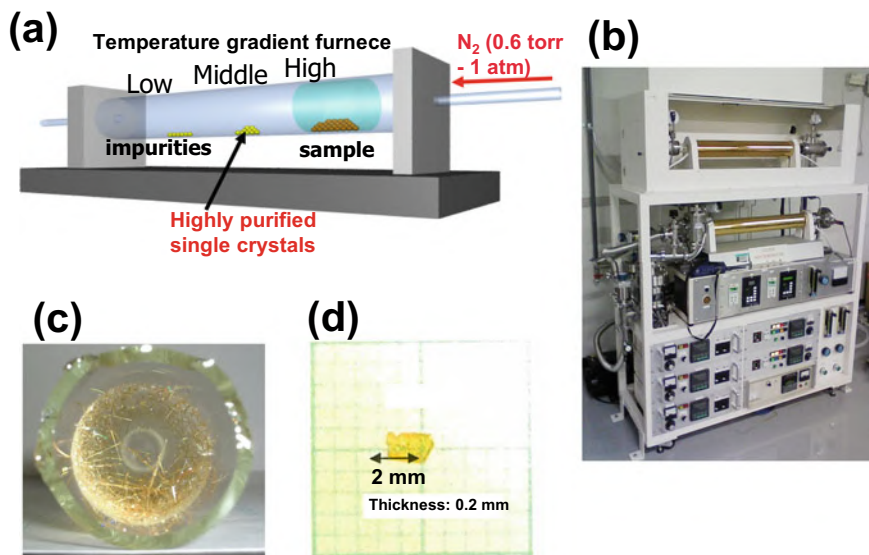 (a)
Temperature gradient furnece
Low Middle High
N2 (0.6 torr
- 1 atm)
impurities
sample
Highly purified
single crystals
(b)
(c)
(d)
2 mm
Thickness: 0.2 mm